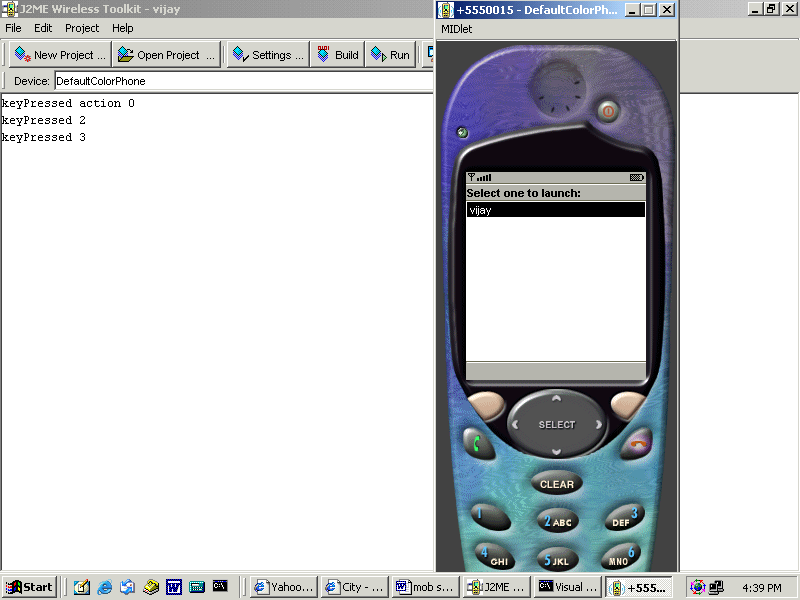 J2ME Wireless Toolkit - vijay
File Edit Project Help
New Project ... Open Project ... Settings ... Build Run
Device: DefaultColorPhone
keyPressed action 0
keyPressed 2
keyPressed 3
+5550015 - DefaultColorPh...
MIDlet
Select one to launch:
vijay
SELECT
CLEAR
1 2 ABC DEF 3
4 GHI 5 JKL MNO 6
Start Yahoo... City - ... mob s... J2ME ... Visual ... +555... 4:39 PM